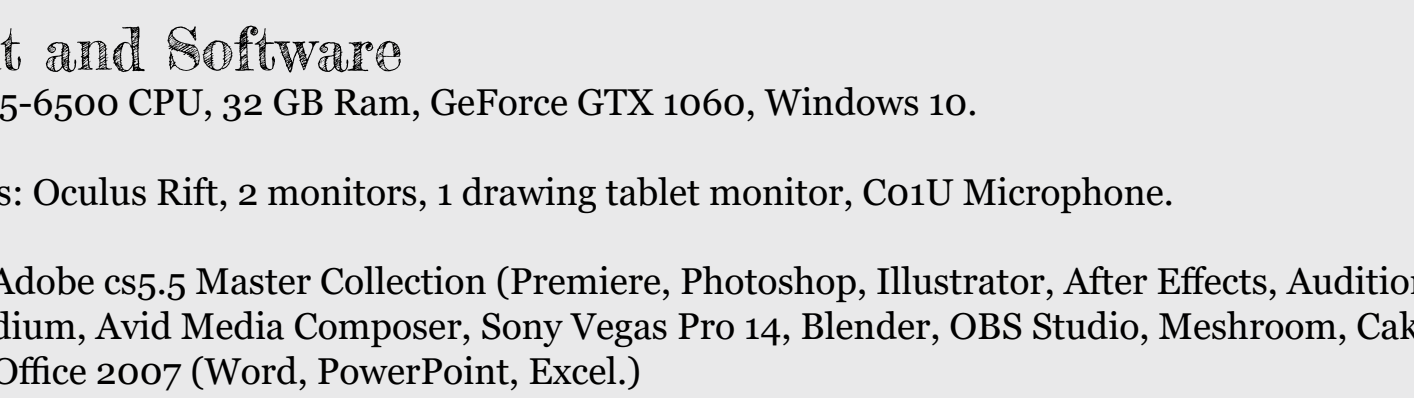 t and Software
5-6500 CPU, 32 GB Ram, GeForce GTX 1060, Windows 10.
s: Oculus Rift, 2 monitors, 1 drawing tablet monitor, C01U Microphone.
Adobe cs5.5 Master Collection (Premiere, Photoshop, Illustrator, After Effects, Audition
dium, Avid Media Composer, Sony Vegas Pro 14, Blender, OBS Studio, Meshroom, Cak
Office 2007 (Word, PowerPoint, Excel.)